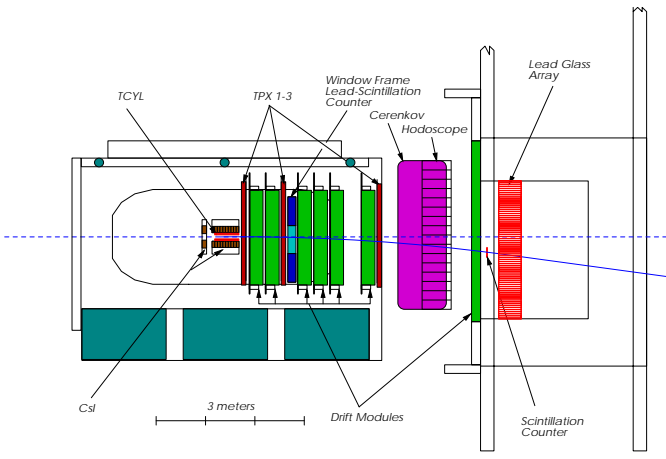 Lead Glass
Array
Window Frame
Lead-Scintillation
Counter
TCYL
TPX 1-3
Cerenkov
Hodoscope
CsI
3 meters
Drift Modules
Scintillation
Counter